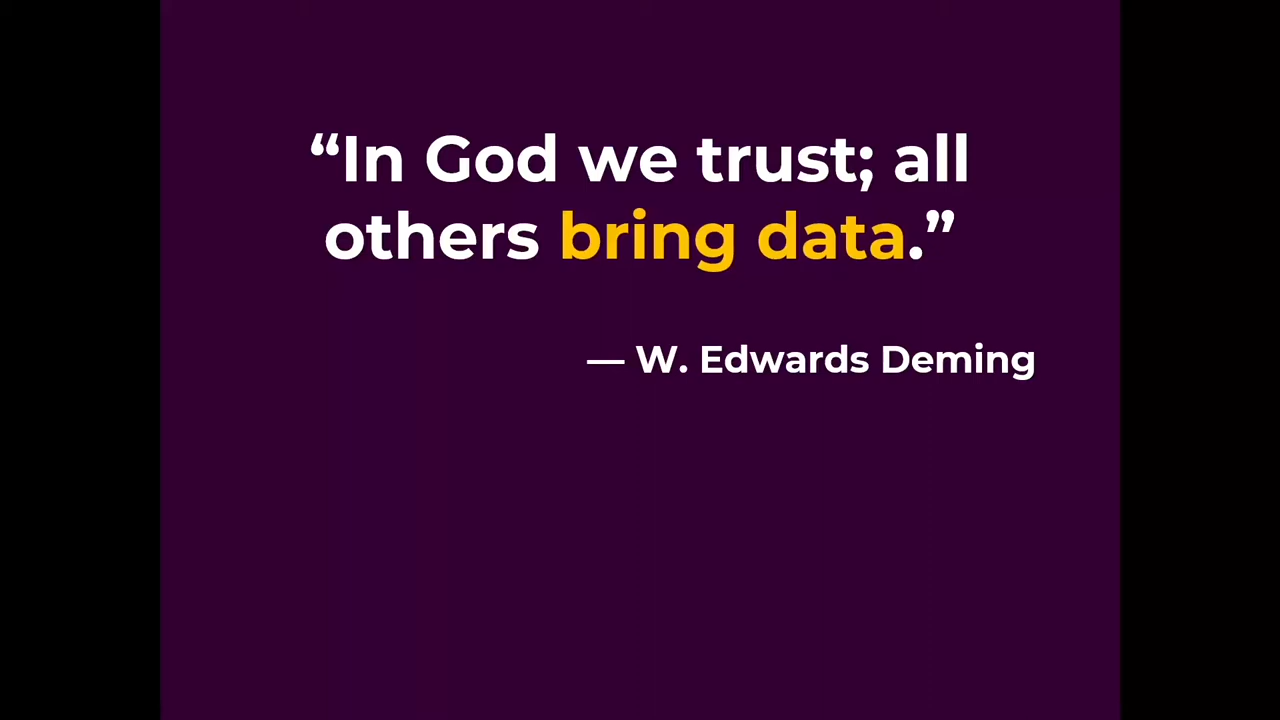 “In God we trust; all
others bring data.”
— W. Edwards Deming